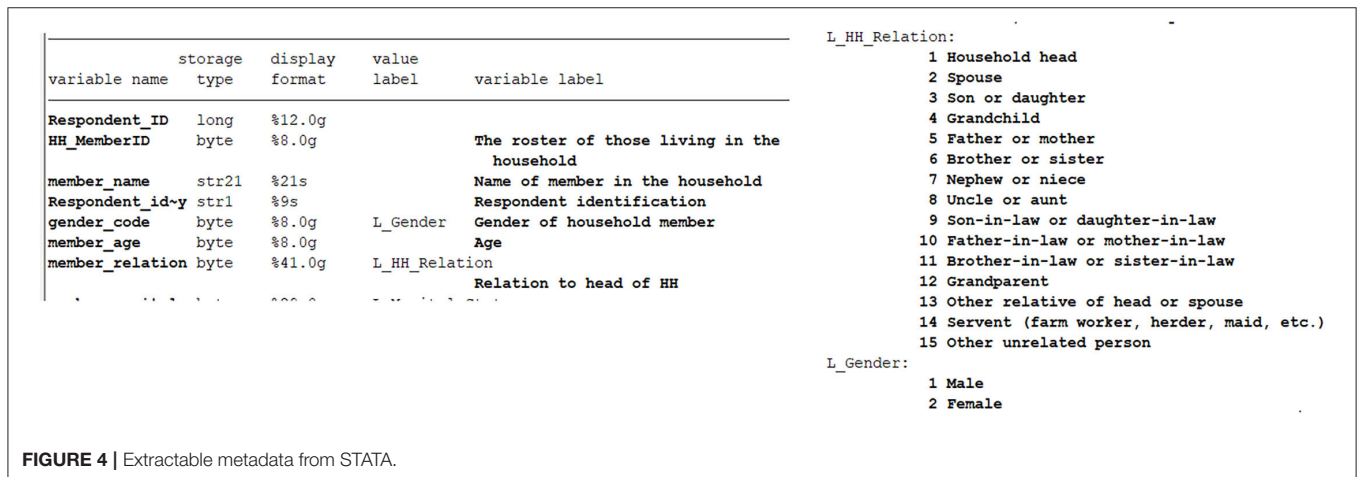 storage display value
variable name type format label variable label
Respondent_ID long %12.0g
HH_MemberID byte %8.0g The roster of those living in the
household
member_name str21 %21s Name of member in the household
Respondent_id~y str1 %9s Respondent identification
gender_code byte %8.0g L_Gender Gender of household member
member_age byte %8.0g Age
member_relation byte %41.0g L_HH_Relation
Relation to head of HH
L_HH_Relation:
1 Household head
2 Spouse
3 Son or daughter
4 Grandchild
5 Father or mother
6 Brother or sister
7 Nephew or niece
8 Uncle or aunt
9 Son-in-law or daughter-in-law
10 Father-in-law or mother-in-law
11 Brother-in-law or sister-in-law
12 Grandparent
13 Other relative of head or spouse
14 Servent (farm worker, herder, maid, etc.)
15 Other unrelated person
L_Gender:
1 Male
2 Female
FIGURE 4 | Extractable metadata from STATA.